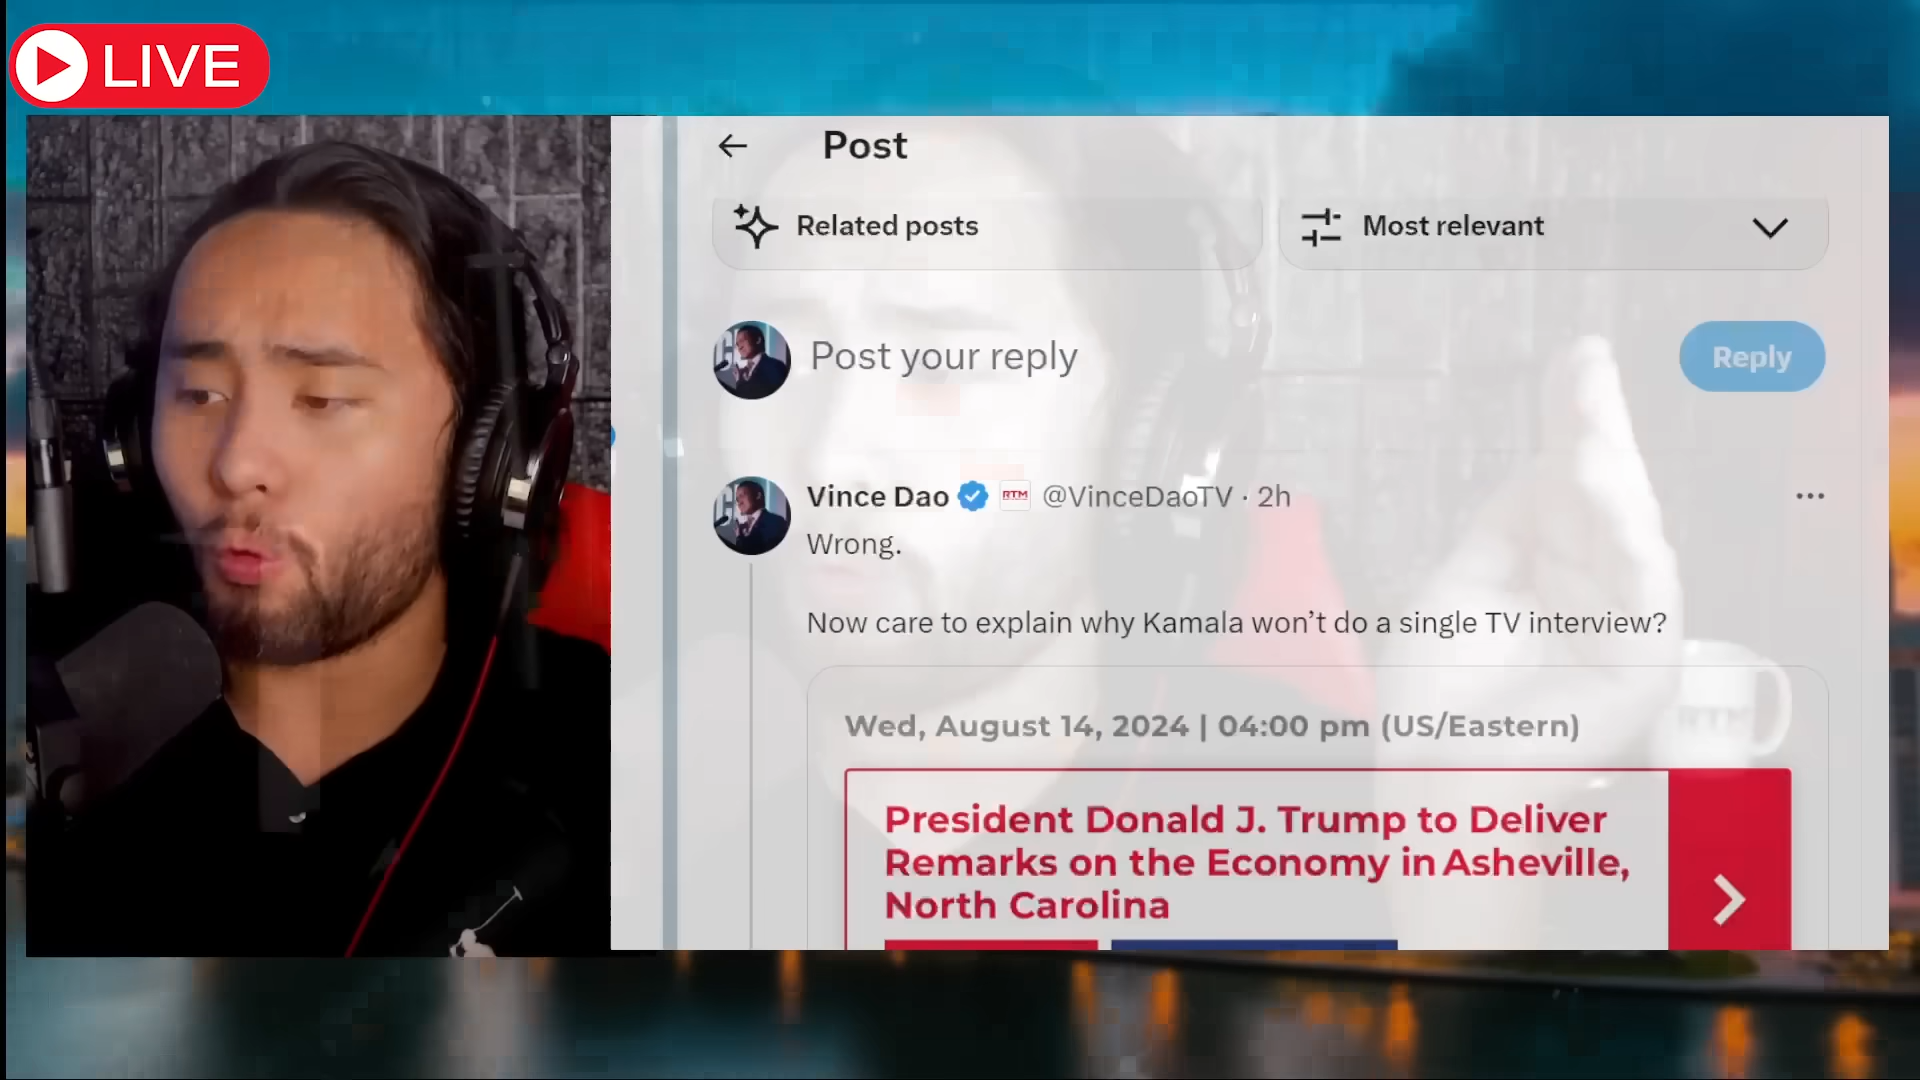 LIVE
Post
Related posts
Most relevant
Post your reply
Reply
Vince Dao RTM @VinceDaoTV · 2h
Wrong.
Now care to explain why Kamala won’t do a single TV interview?
Wed, August 14, 2024 | 04:00 pm (US/Eastern)
President Donald J. Trump to Deliver
Remarks on the Economy in Asheville,
North Carolina